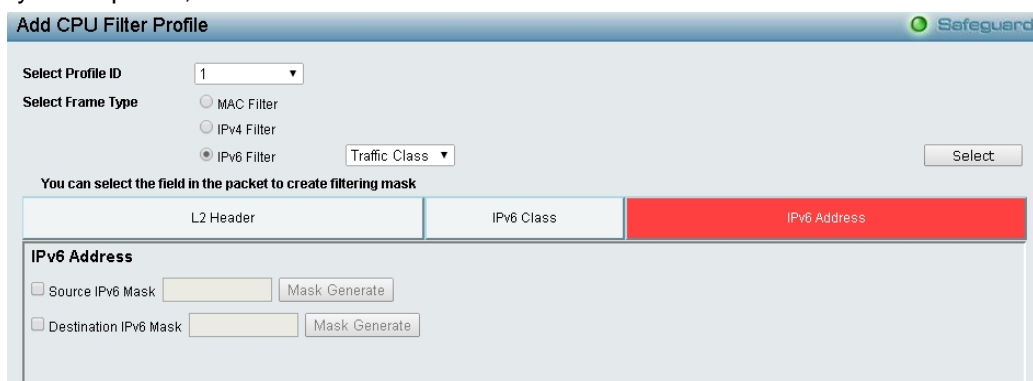 Add CPU Filter Profile
Safeguard
Select Profile ID 1
Select Frame Type MAC Filter
IPv4 Filter
IPv6 Filter Traffic Class Select
You can select the field in the packet to create filtering mask
L2 Header IPv6 Class IPv6 Address
IPv6 Address
Source IPv6 Mask Mask Generate
Destination IPv6 Mask Mask Generate